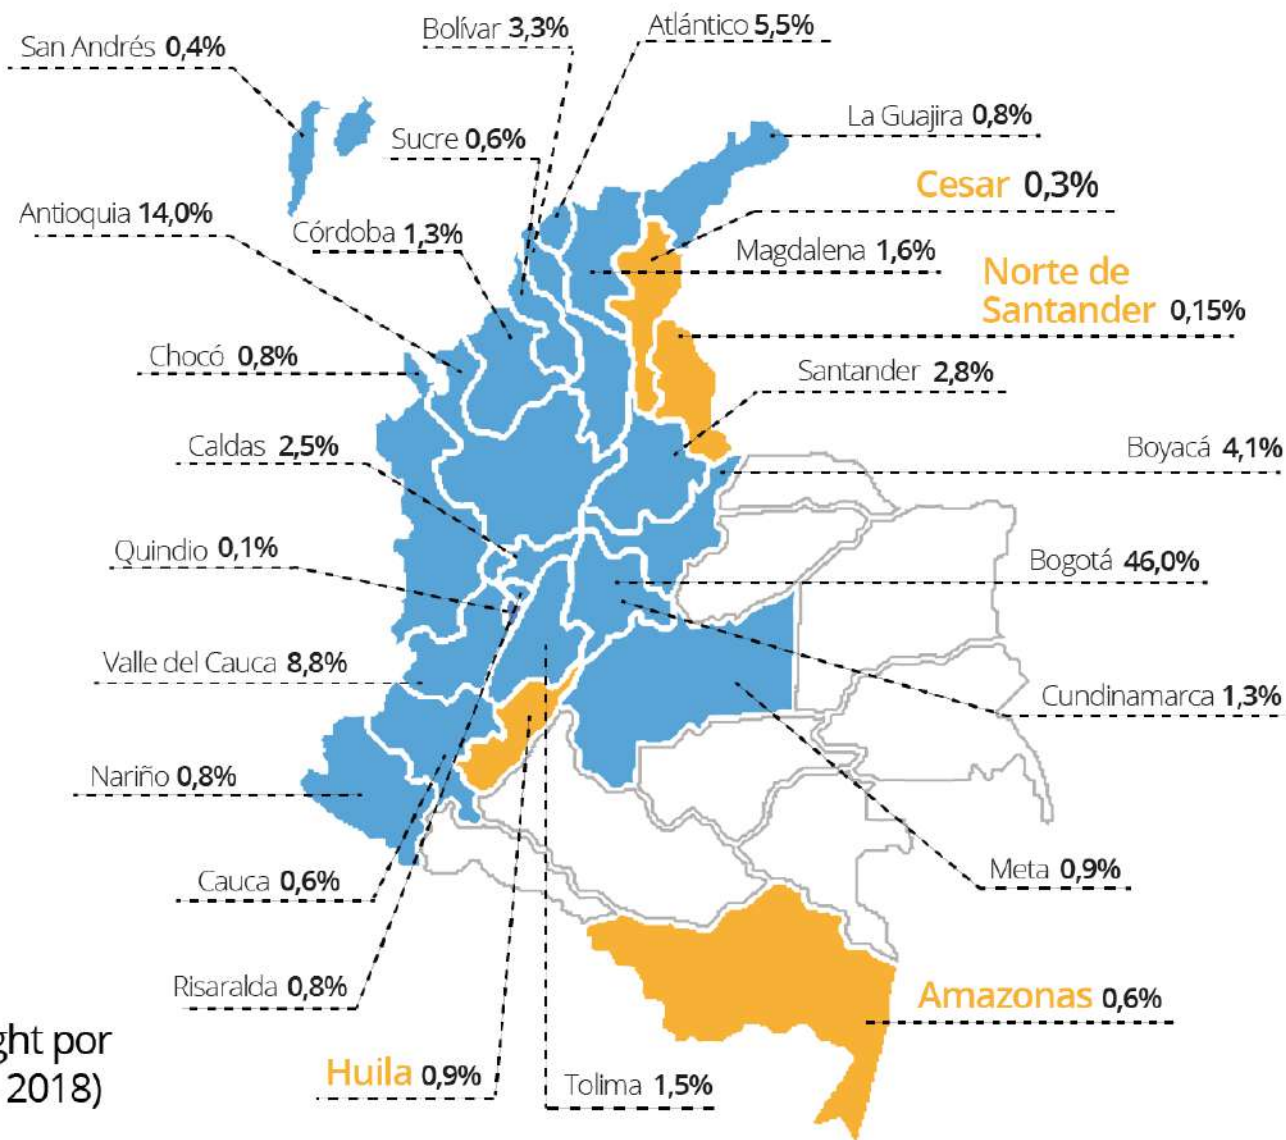 Bolívar 3,3%
Atlántico 5,5%
San Andrés 0,4%
La Guajira 0,8%
Sucre 0,6%
Cesar 0,3%
Antioquia 14,0%
Córdoba 1,3%
Magdalena 1,6%
Norte de
Santander 0,15%
Chocó 0,8%
Santander 2,8%
Caldas 2,5%
Boyacá 4,1%
Quindio 0,1%
Bogotá 46,0%
Valle del Cauca 8,8%
Cundinamarca 1,3%
Nariño 0,8%
Meta 0,9%
Cauca 0,6%
Risaralda 0,8%
Amazonas 0,6%
ght por
2018)
Huila 0,9%
Tolima 1,5%